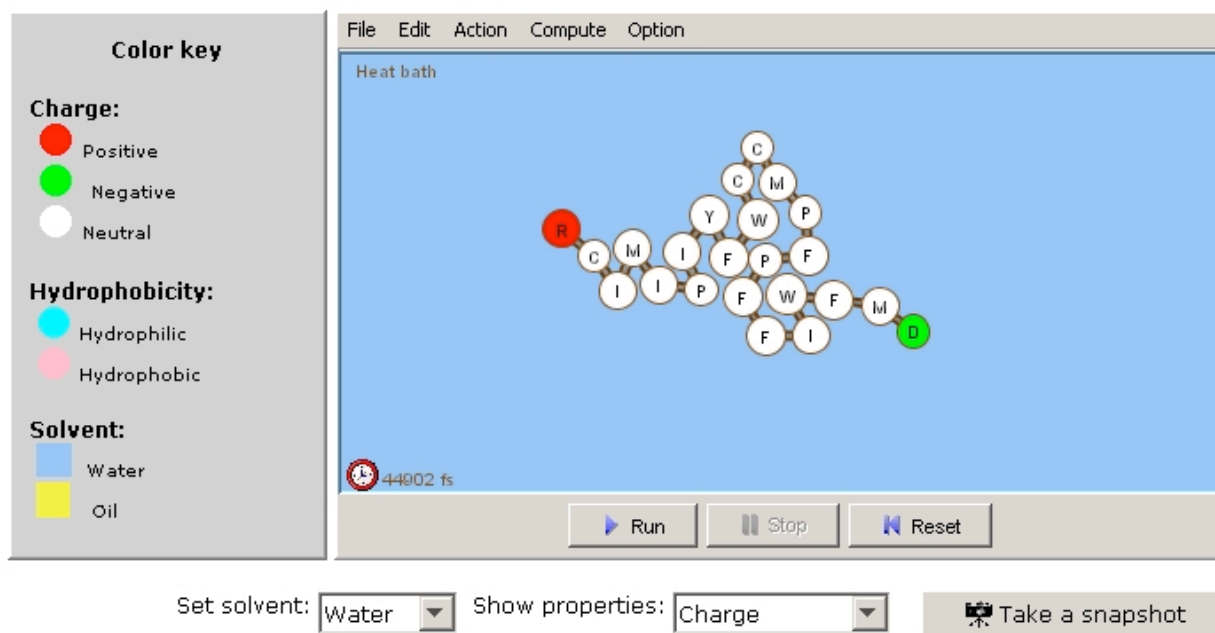 Color key
Charge:
Positive
Negative
Neutral
Hydrophobicity:
Hydrophilic
Hydrophobic
Solvent:
Water
Oil
File Edit Action Compute Option
Heat bath
C
C M
Y W P
R
C M I F P F
I I P F W F M
F I D
44902 fs
Run Stop Reset
Set solvent: Water Show properties: Charge Take a snapshot